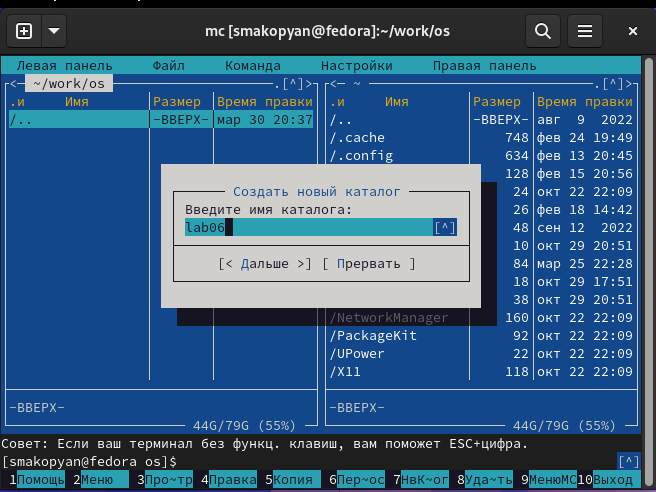 mc [smakopyan@fedora]:~/work/os
Левая панель Файл Команда Настройки Правая панель
<— ~/work/os .[^]>
<— ~ .[^]>
.и Имя Размер Время правки
.и Имя Размер Время правки
/.. -ВВЕРХ- мар 30 20:37
/.. -ВВЕРХ- авг 9 2022
/.cache 748 фев 24 19:49
/.config 634 фев 13 20:45
128 фев 15 20:56
24 окт 22 22:09
26 фев 18 14:42
48 сен 12 2022
10 окт 29 20:51
84 мар 25 22:28
18 окт 29 17:51
38 окт 29 20:51
/NetworkManager 160 окт 22 22:09
/PackageKit 92 окт 22 22:09
/UPower 22 окт 22 22:09
/X11 118 окт 22 22:09
Создать новый каталог
Введите имя каталога:
lab06 [^]
[< Дальше >] [ Прервать ]
-ВВЕРХ-
-ВВЕРХ-
44G/79G (55%)
44G/79G (55%)
Совет: Если ваш терминал без функц. клавиш, вам поможет ESC+цифра.
[smakopyan@fedora os]$ [^]
1Помощь 2Меню 3Про~тр 4Правка 5Копия 6Пер~ос 7НвК~ог 8Уда~ть 9МенюMC 10Выход